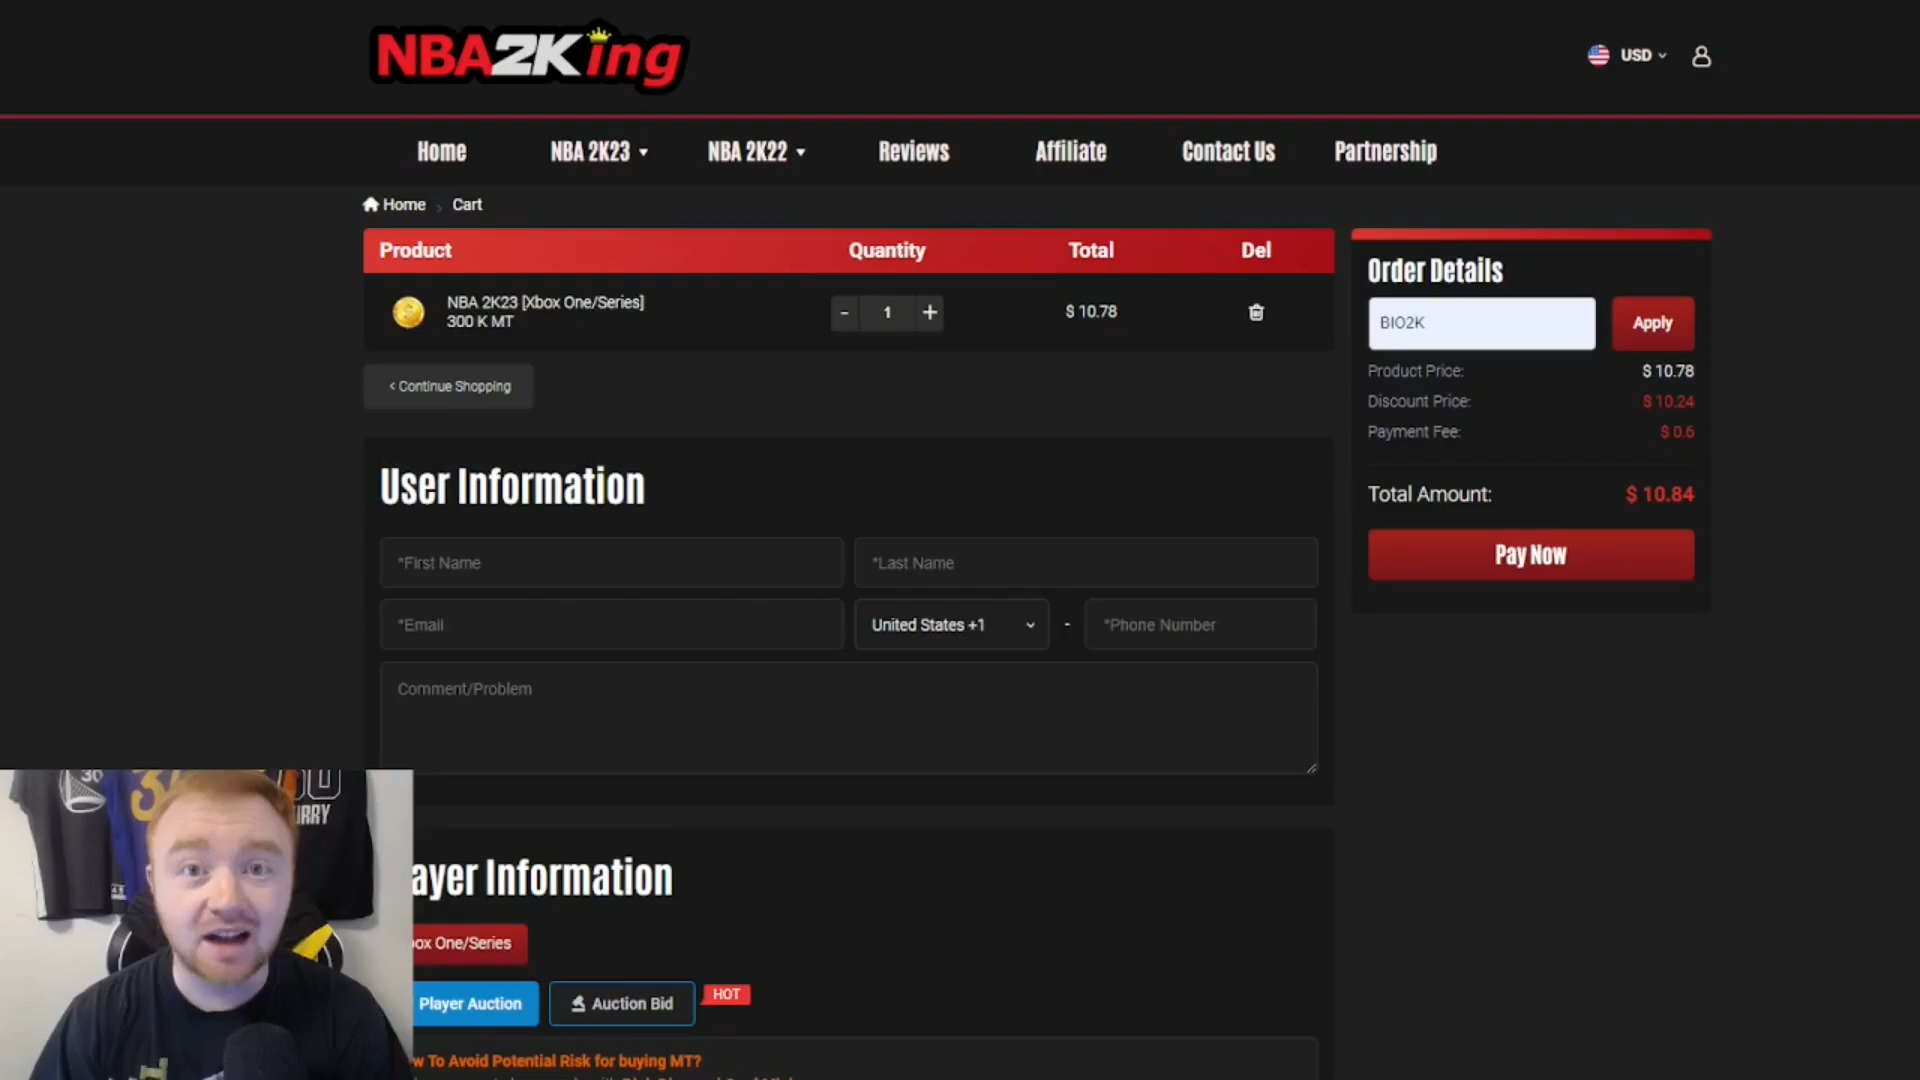 NBA2King
USD
Home
NBA 2K23
NBA 2K22
Reviews
Affiliate
Contact Us
Partnership
Home > Cart
Product
Quantity
Total
Del
NBA 2K23 [Xbox One/Series]
300 K MT
- 1 +
$ 10.78
< Continue Shopping
Order Details
BIO2K
Apply
Product Price: $ 10.78
Discount Price: $ 10.24
Payment Fee: $ 0.6
Total Amount: $ 10.84
Pay Now
User Information
*First Name
*Last Name
*Email
United States +1
-
*Phone Number
Comment/Problem
ayer Information
ox One/Series
Player Auction
Auction Bid
HOT
w To Avoid Potential Risk for buying MT?
30